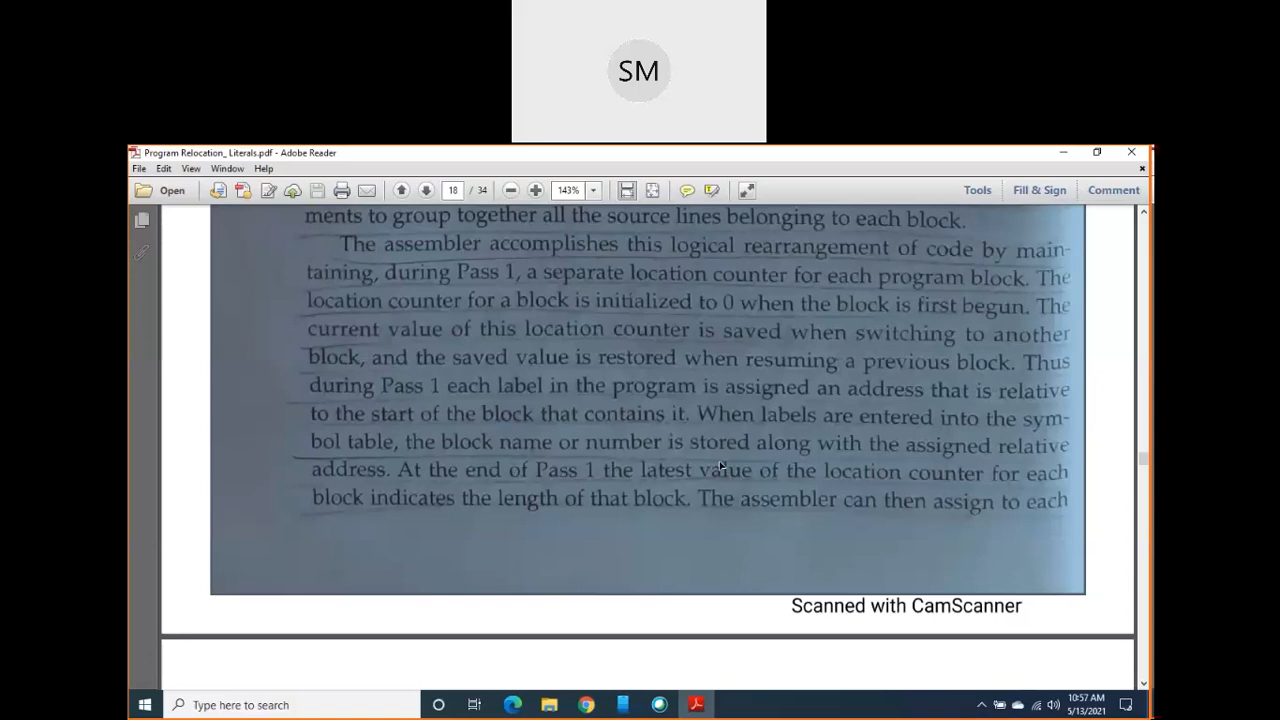 SM
Program Relocation_ Literals.pdf - Adobe Reader
File Edit View Window Help
Open 18 / 34 143% Tools Fill & Sign Comment
ments to group together all the source lines belonging to each block.
The assembler accomplishes this logical rearrangement of code by main-
taining, during Pass 1, a separate location counter for each program block. The
location counter for a block is initialized to 0 when the block is first begun. The
current value of this location counter is saved when switching to another
block, and the saved value is restored when resuming a previous block. Thus
during Pass 1 each label in the program is assigned an address that is relative
to the start of the block that contains it. When labels are entered into the sym-
bol table, the block name or number is stored along with the assigned relative
address. At the end of Pass 1 the latest value of the location counter for each
block indicates the length of that block. The assembler can then assign to each
Scanned with CamScanner
Type here to search
10:57 AM
5/13/2021